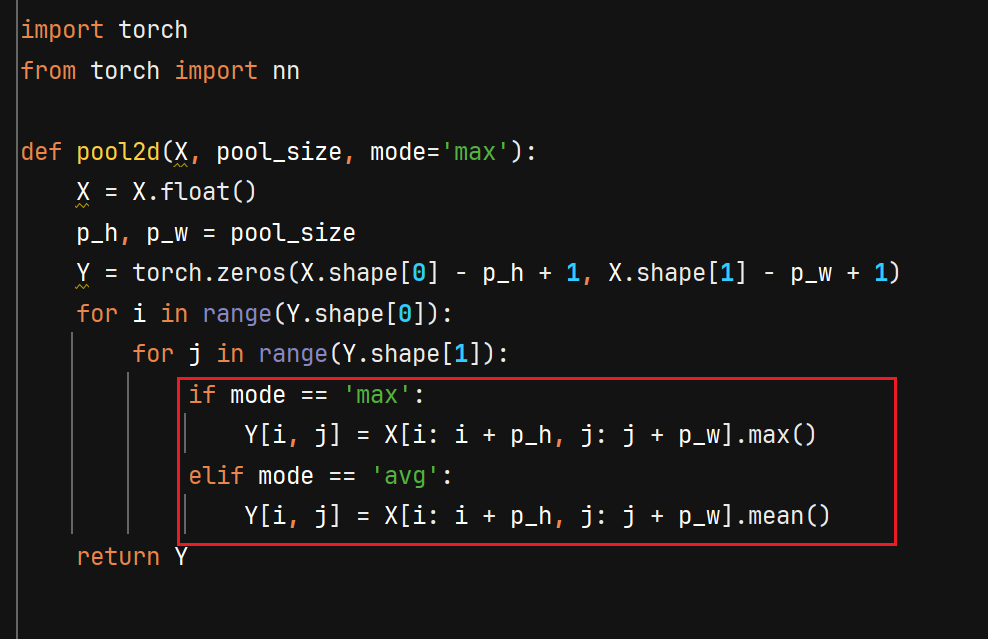 import torch
from torch import nn
def pool2d(X, pool_size, mode='max'):
    X = X.float()
    p_h, p_w = pool_size
    Y = torch.zeros(X.shape[0] - p_h + 1, X.shape[1] - p_w + 1)
    for i in range(Y.shape[0]):
        for j in range(Y.shape[1]):
            if mode == 'max':
                Y[i, j] = X[i: i + p_h, j: j + p_w].max()
            elif mode == 'avg':
                Y[i, j] = X[i: i + p_h, j: j + p_w].mean()
    return Y